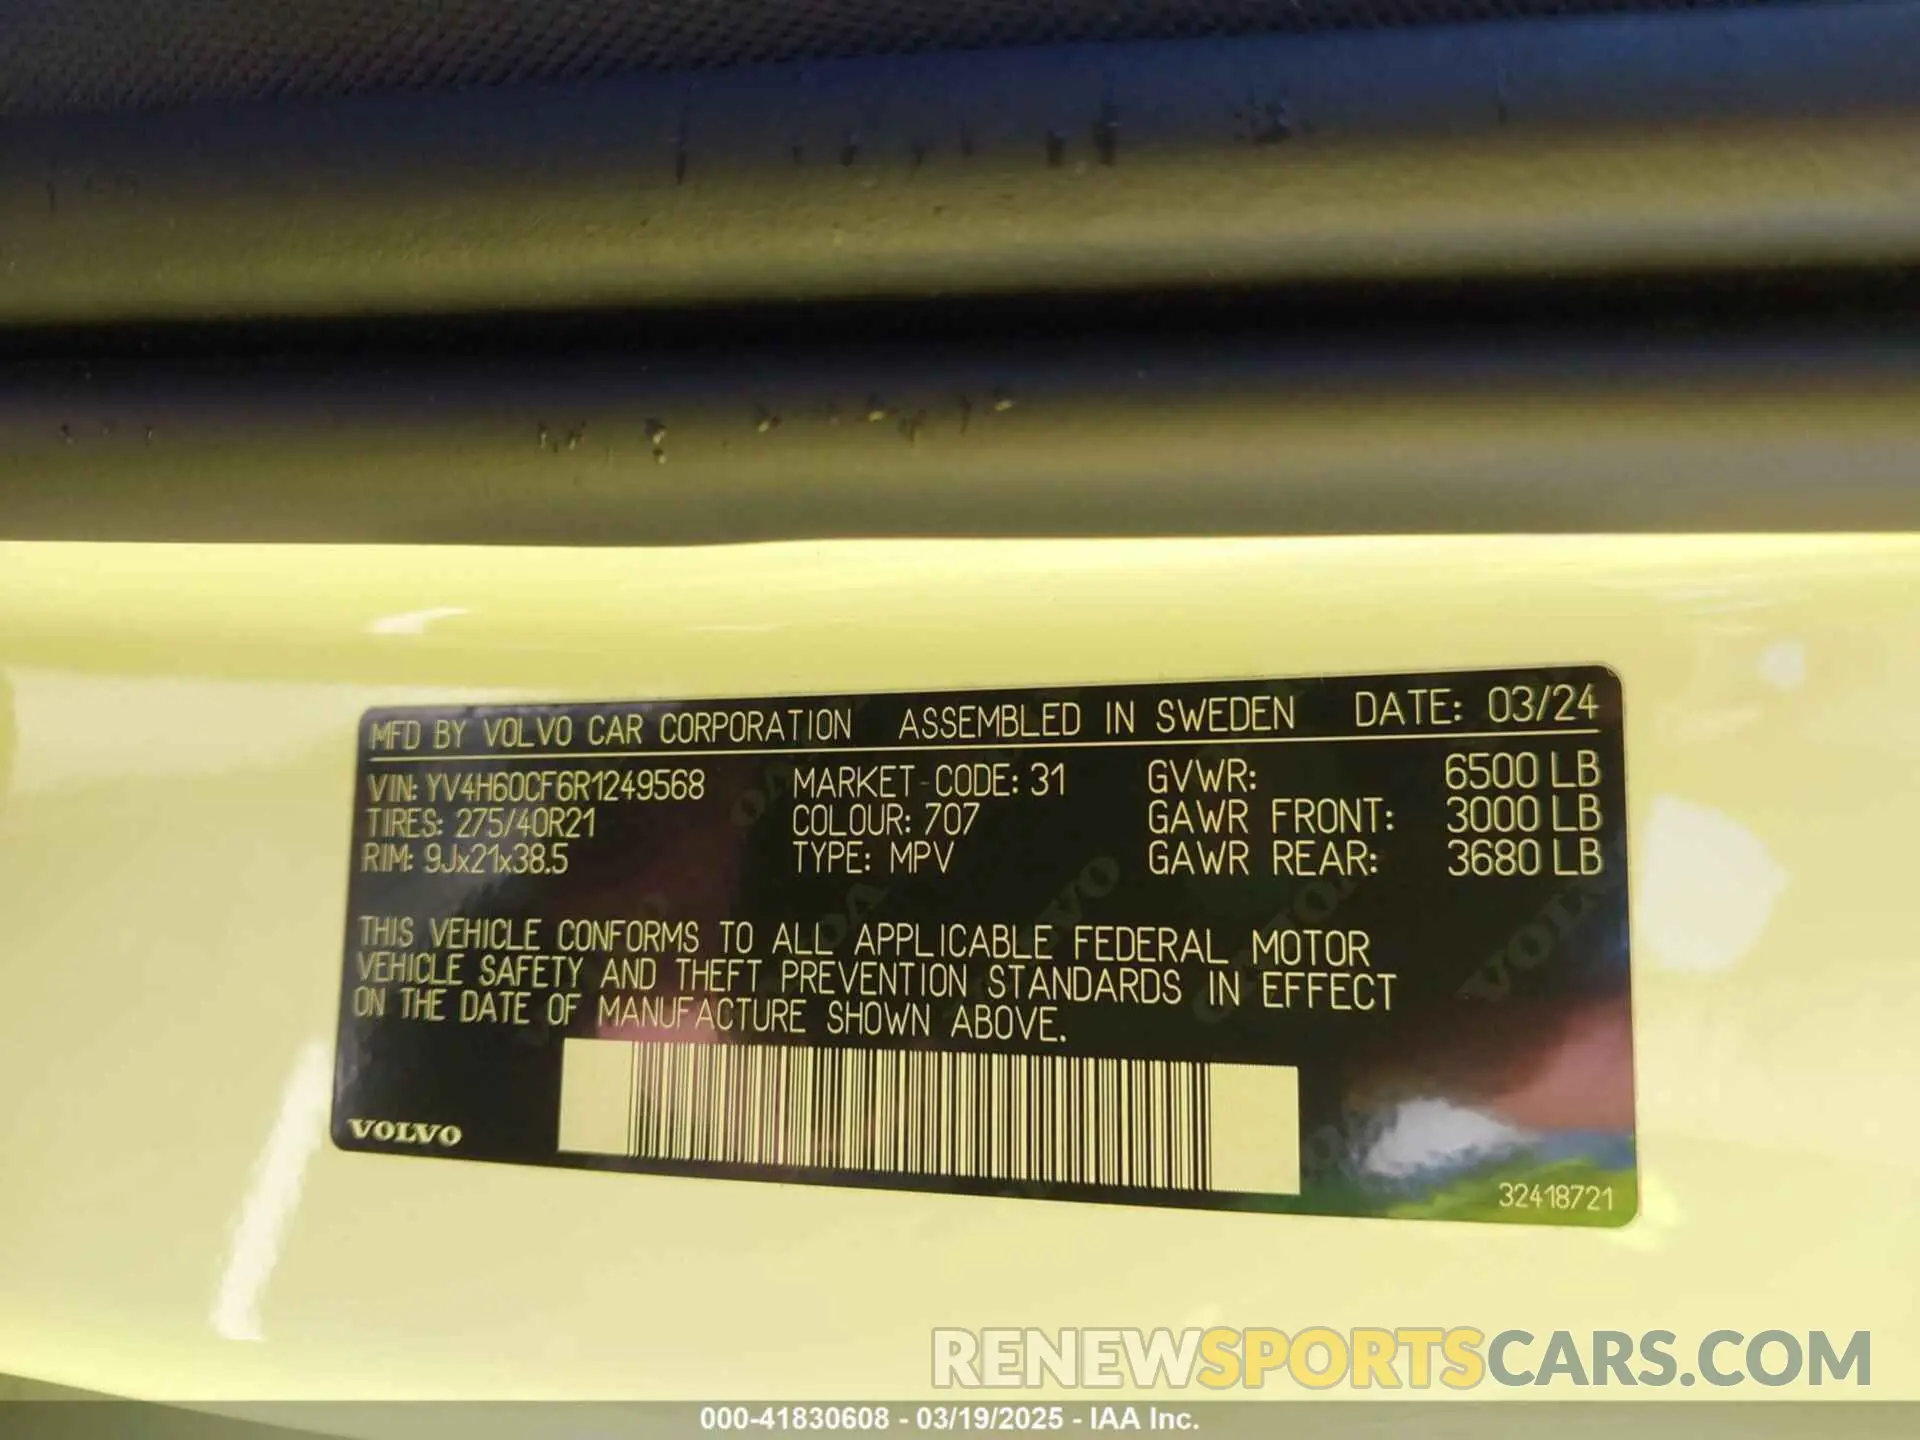 MFD BY VOLVO CAR CORPORATION ASSEMBLED IN SWEDEN DATE: 03/24
VIN: YV4H60CF6R1249568 MARKET CODE: 31 GVWR: 6500 LB
TIRES: 275/40R21 COLOUR: 707 GAWR FRONT: 3000 LB
RIM: 9Jx21x38.5 TYPE: MPV GAWR REAR: 3680 LB
THIS VEHICLE CONFORMS TO ALL APPLICABLE FEDERAL MOTOR
VEHICLE SAFETY AND THEFT PREVENTION STANDARDS IN EFFECT
ON THE DATE OF MANUFACTURE SHOWN ABOVE.
VOLVO
32418721
RENEWSPORTSCARS.COM
000-41830608 - 03/19/2025 - IAA Inc.